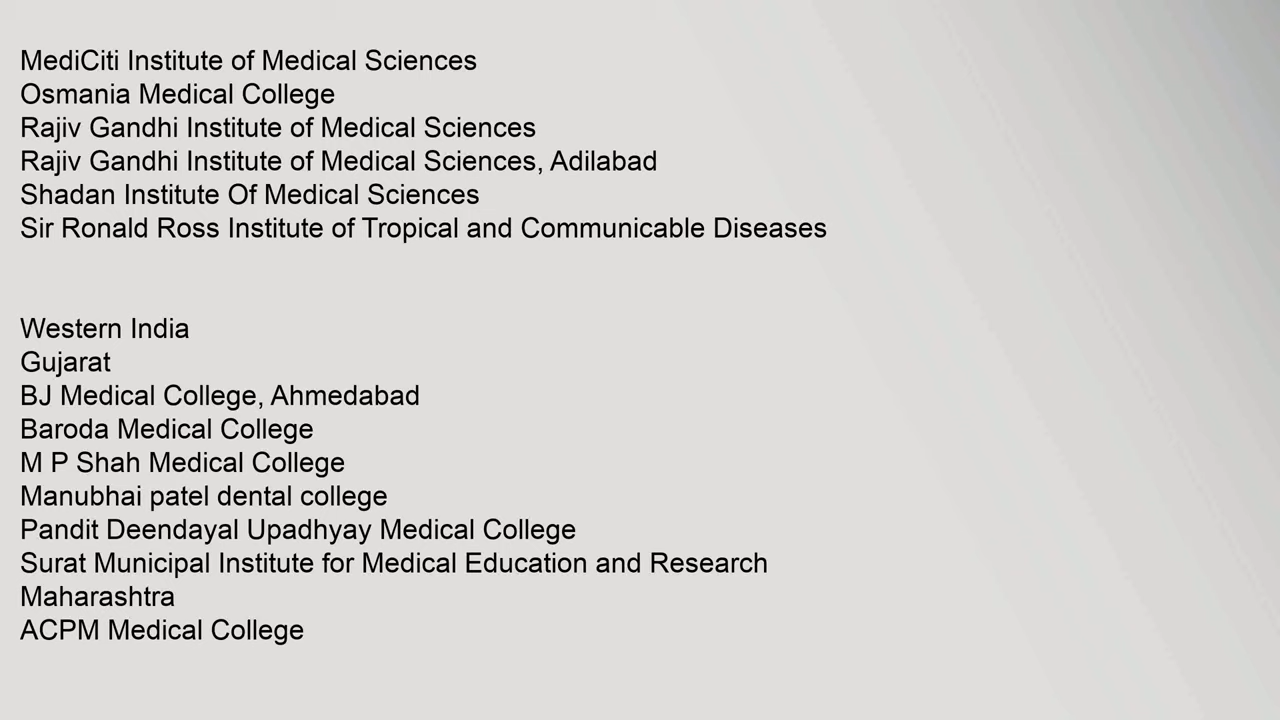 MediCiti Institute of Medical Sciences
Osmania Medical College
Rajiv Gandhi Institute of Medical Sciences
Rajiv Gandhi Institute of Medical Sciences, Adilabad
Shadan Institute Of Medical Sciences
Sir Ronald Ross Institute of Tropical and Communicable Diseases
Western India
Gujarat
BJ Medical College, Ahmedabad
Baroda Medical College
M P Shah Medical College
Manubhai patel dental college
Pandit Deendayal Upadhyay Medical College
Surat Municipal Institute for Medical Education and Research
Maharashtra
ACPM Medical College